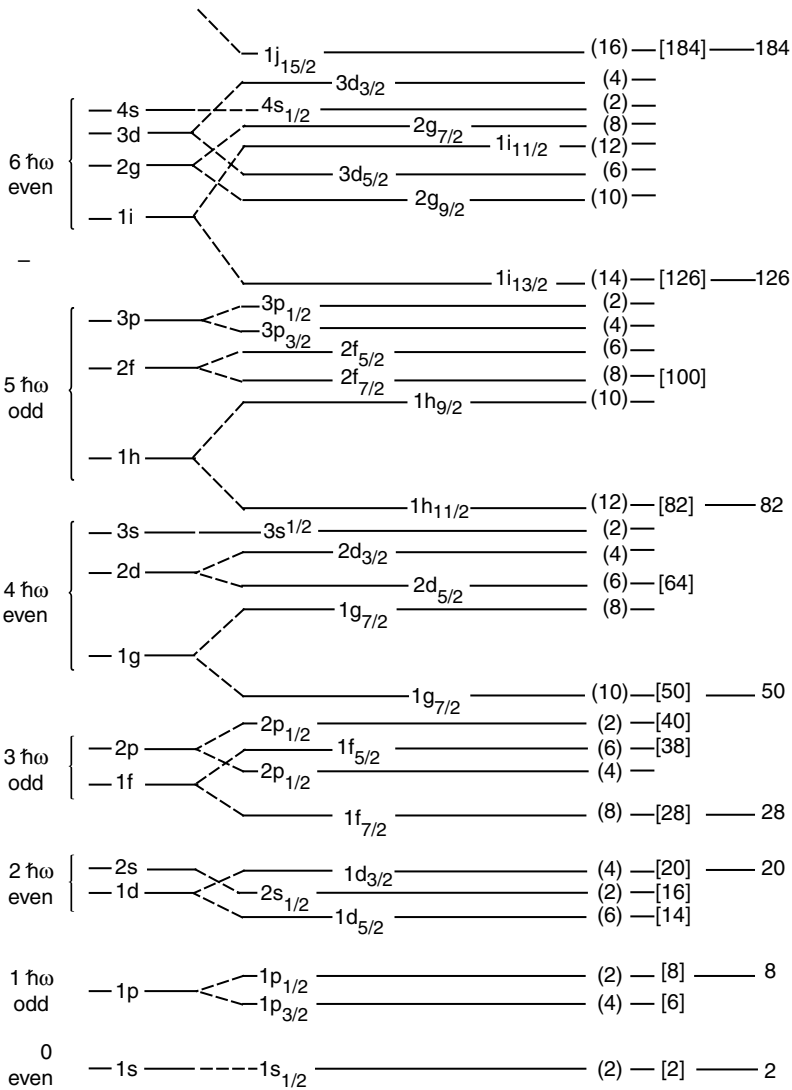 1j15/2 (16) [184] 184
3d3/2 (4)
4s 4s1/2 (2)
3d 2g7/2 (8)
1i11/2 (12)
6 ħω 2g 3d5/2 (6)
even 2g9/2 (10)
1i
–
1i13/2 (14) [126] 126
3p1/2 (2)
3p 3p3/2 (4)
2f5/2 (6)
2f 2f7/2 (8) [100]
5 ħω 1h9/2 (10)
odd
1h
1h11/2 (12) [82] 82
3s 3s1/2 (2)
2d3/2 (4)
2d 2d5/2 (6) [64]
4 ħω 1g7/2 (8)
even
1g
1g7/2 (10) [50] 50
2p1/2 (2) [40]
2p 1f5/2 (6) [38]
3 ħω 2p1/2 (4)
odd 1f
1f7/2 (8) [28] 28
2 ħω 2s 1d3/2 (4) [20] 20
even 1d 2s1/2 (2) [16]
1d5/2 (6) [14]
1 ħω 1p1/2 (2) [8] 8
odd 1p 1p3/2 (4) [6]
0
even 1s 1s1/2 (2) [2] 2